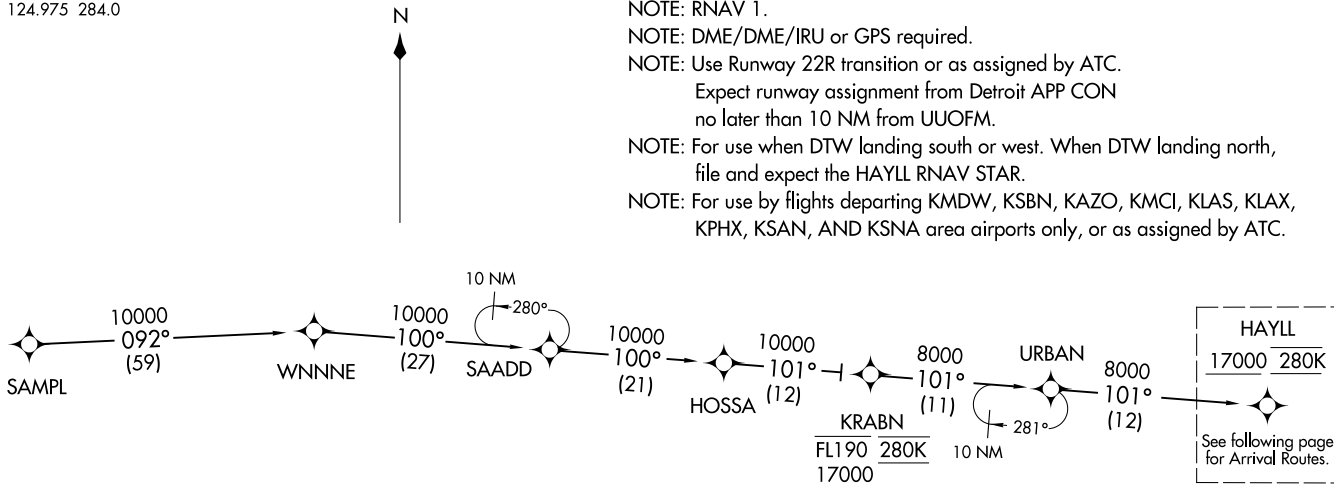 124.975 284.0
N
NOTE: RNAV 1.
NOTE: DME/DME/IRU or GPS required.
NOTE: Use Runway 22R transition or as assigned by ATC.
Expect runway assignment from Detroit APP CON
no later than 10 NM from UUOFM.
NOTE: For use when DTW landing south or west. When DTW landing north,
file and expect the HAYLL RNAV STAR.
NOTE: For use by flights departing KMDW, KSBN, KAZO, KMCI, KLAS, KLAX,
KPHX, KSAN, AND KSNA area airports only, or as assigned by ATC.
SAMPL
10000
092°
(59)
WNNNE
10000
100°
(27)
10 NM
280°
SAADD
10000
100°
(21)
HOSSA
10000
101°
(12)
KRABN
FL190 280K
17000
8000
101°
(11)
10 NM
281°
URBAN
8000
101°
(12)
HAYLL
17000 280K
See following page
for Arrival Routes.